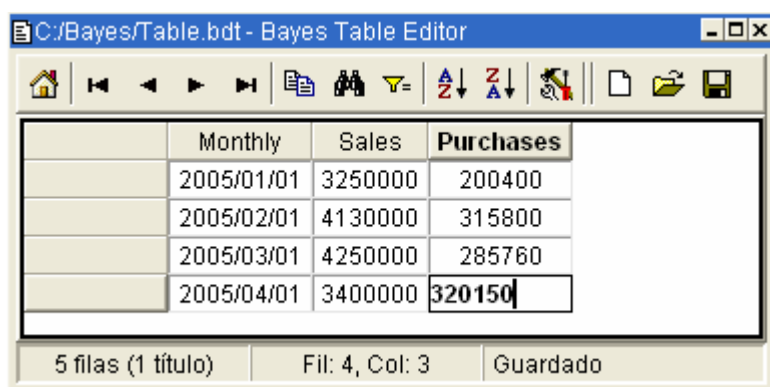 C:/Bayes/Table.bdt - Bayes Table Editor
Monthly Sales Purchases
2005/01/01 3250000 200400
2005/02/01 4130000 315800
2005/03/01 4250000 285760
2005/04/01 3400000 320150
5 filas (1 título) Fil: 4, Col: 3 Guardado